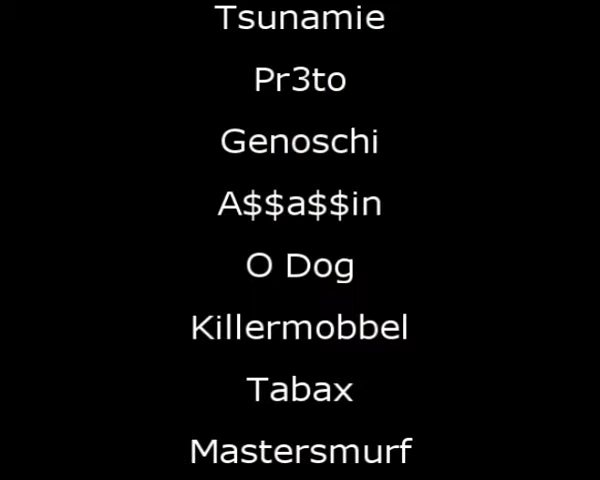 Tsunamie
Pr3to
Genoschi
A$$a$$in
O Dog
Killermobbel
Tabax
Mastersmurf